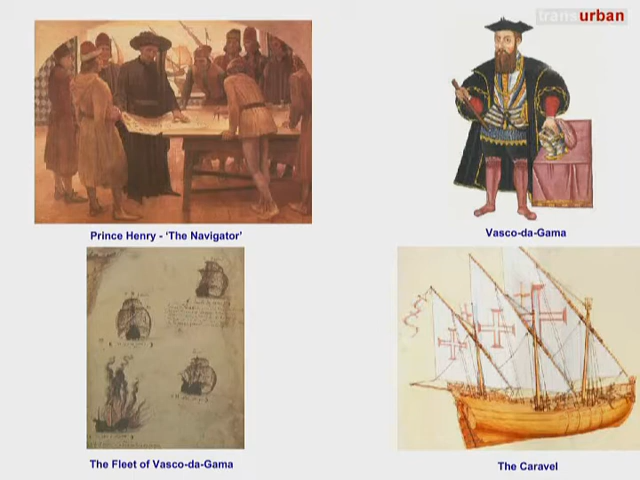 transurban
Prince Henry - 'The Navigator'
Vasco-da-Gama
The Fleet of Vasco-da-Gama
The Caravel